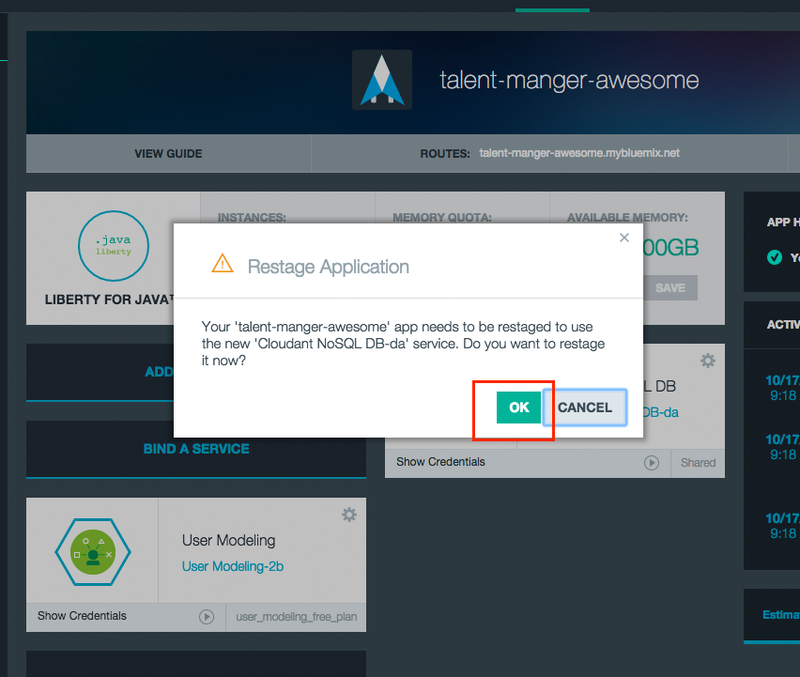 talent-manger-awesome
VIEW GUIDE
ROUTES: talent-manger-awesome.mybluemix.net
.java
liberty
LIBERTY FOR JAVA
INSTANCES:
MEMORY QUOTA:
AVAILABLE MEMORY:
00GB
SAVE
APP H
Restage Application
Your 'talent-manger-awesome' app needs to be restaged to use
the new 'Cloudant NoSQL DB-da' service. Do you want to restage
it now?
OK
CANCEL
ADD
BIND A SERVICE
L DB
DB-da
Show Credentials
Shared
User Modeling
User Modeling-2b
Show Credentials
user_modeling_free_plan
Yo
ACTIV
10/17
9:18
10/17
9:18
10/17
9:18
Estima